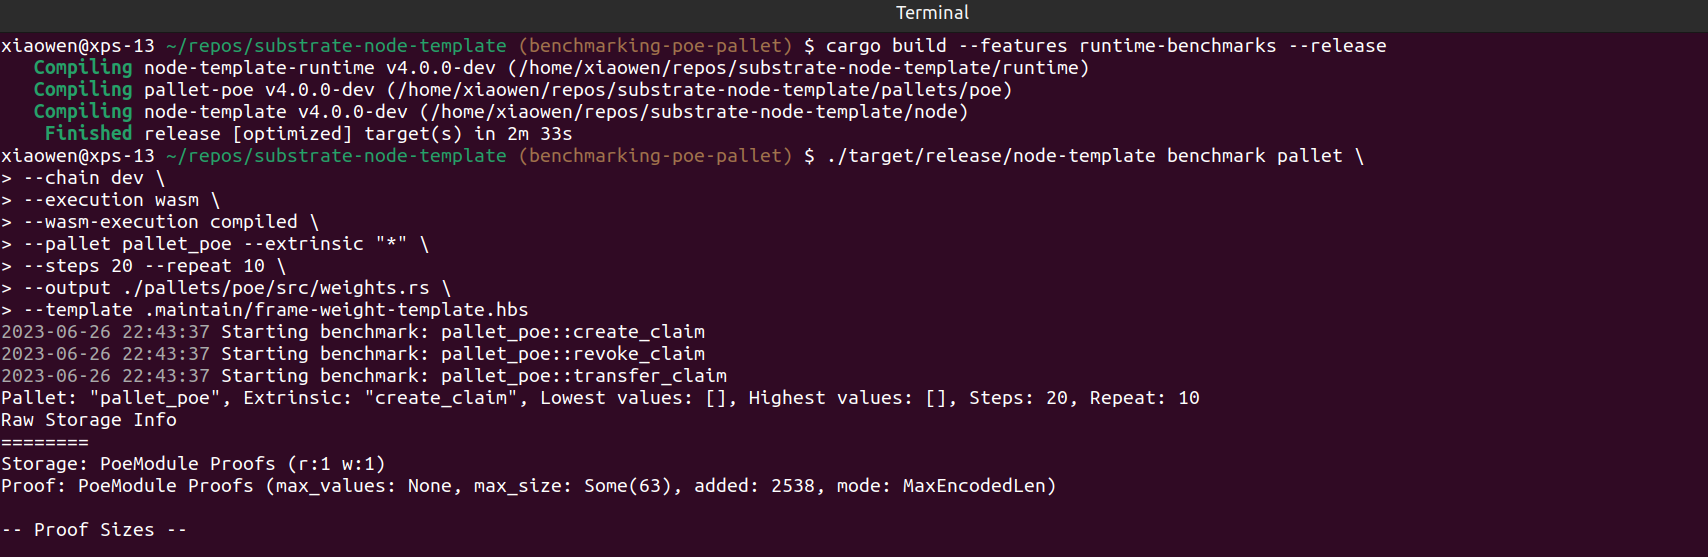 Terminal
xiaowen@xps-13 ~/repos/substrate-node-template (benchmarking-poe-pallet) $ cargo build --features runtime-benchmarks --release
   Compiling node-template-runtime v4.0.0-dev (/home/xiaowen/repos/substrate-node-template/runtime)
   Compiling pallet-poe v4.0.0-dev (/home/xiaowen/repos/substrate-node-template/pallets/poe)
   Compiling node-template v4.0.0-dev (/home/xiaowen/repos/substrate-node-template/node)
    Finished release [optimized] target(s) in 2m 33s
xiaowen@xps-13 ~/repos/substrate-node-template (benchmarking-poe-pallet) $ ./target/release/node-template benchmark pallet \
> --chain dev \
> --execution wasm \
> --wasm-execution compiled \
> --pallet pallet_poe --extrinsic "*" \
> --steps 20 --repeat 10 \
> --output ./pallets/poe/src/weights.rs \
> --template .maintain/frame-weight-template.hbs
2023-06-26 22:43:37 Starting benchmark: pallet_poe::create_claim
2023-06-26 22:43:37 Starting benchmark: pallet_poe::revoke_claim
2023-06-26 22:43:37 Starting benchmark: pallet_poe::transfer_claim
Pallet: "pallet_poe", Extrinsic: "create_claim", Lowest values: [], Highest values: [], Steps: 20, Repeat: 10
Raw Storage Info
========
Storage: PoeModule Proofs (r:1 w:1)
Proof: PoeModule Proofs (max_values: None, max_size: Some(63), added: 2538, mode: MaxEncodedLen)
-- Proof Sizes --